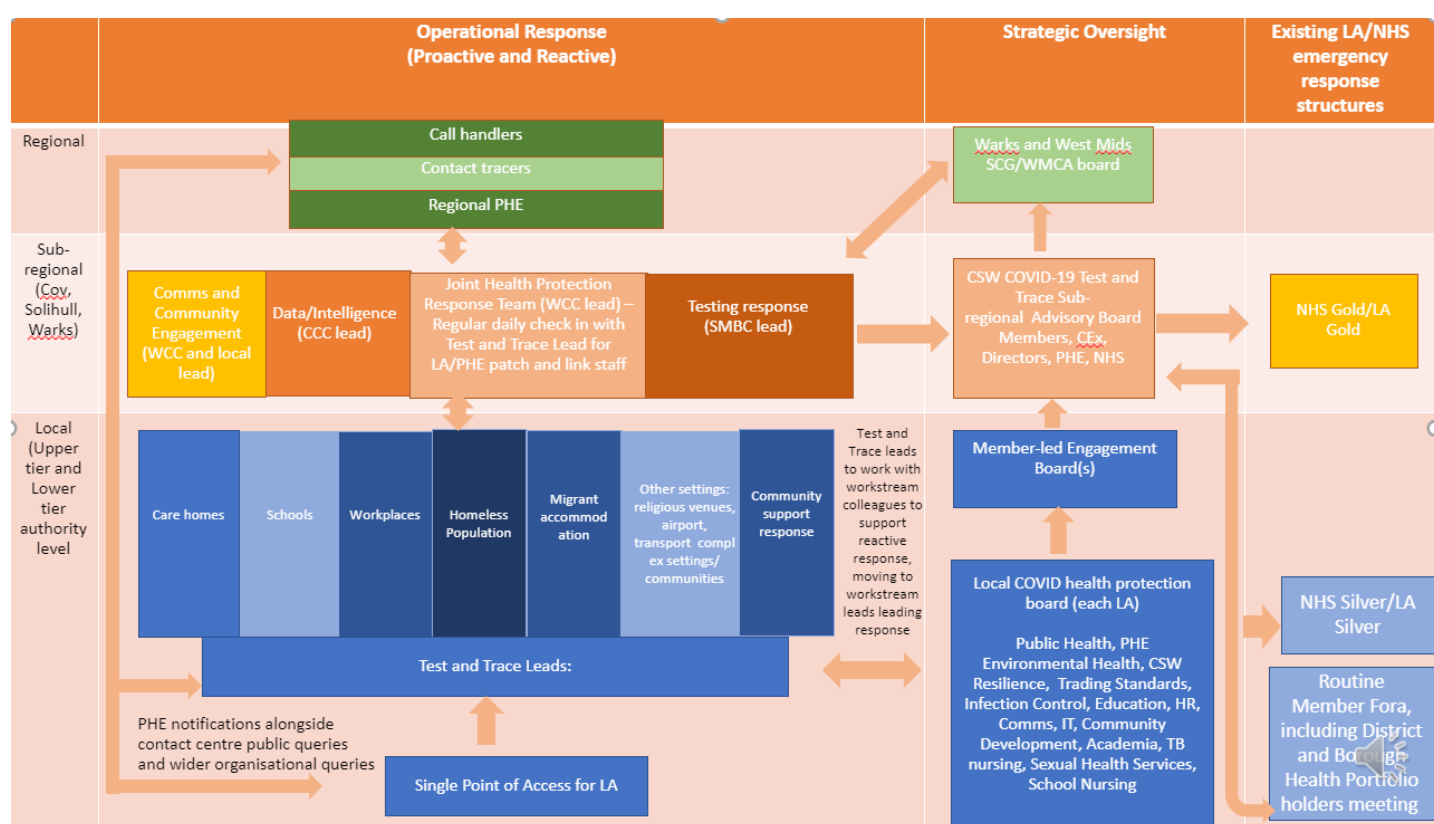 Operational Response
(Proactive and Reactive)
Strategic Oversight
Existing LA/NHS
emergency
response
structures
Regional
Call handlers
Contact tracers
Regional PHE
Warks and West Mids
SCG/WMCA board
Sub-
regional
(Cov,
Solihull,
Warks)
Comms and
Community
Engagement
(WCC and local
lead)
Data/Intelligence
(CCC lead)
Joint Health Protection
Response Team (WCC lead) –
Regular daily check in with
Test and Trace Lead for
LA/PHE patch and link staff
Testing response
(SMBC lead)
CSW COVID-19 Test and
Trace Sub-
regional Advisory Board
Members, CEx,
Directors, PHE, NHS
NHS Gold/LA
Gold
Local
(Upper
tier and
Lower
tier
authority
level
Care homes
Schools
Workplaces
Homeless
Population
Migrant
accommod
ation
Other settings:
religious venues,
airport,
transport compl
ex settings/
communities
Community
support
response
Test and
Trace leads
to work with
workstream
colleagues to
support
reactive
response,
moving to
workstream
leads leading
response
Member-led Engagement
Board(s)
Local COVID health protection
board (each LA)
Public Health, PHE
Environmental Health, CSW
Resilience, Trading Standards,
Infection Control, Education, HR,
Comms, IT, Community
Development, Academia, TB
nursing, Sexual Health Services,
School Nursing
NHS Silver/LA
Silver
Routine
Member Fora,
including District
and Borough
Health Portfolio
holders meeting
Test and Trace Leads:
PHE notifications alongside
contact centre public queries
and wider organisational queries
Single Point of Access for LA